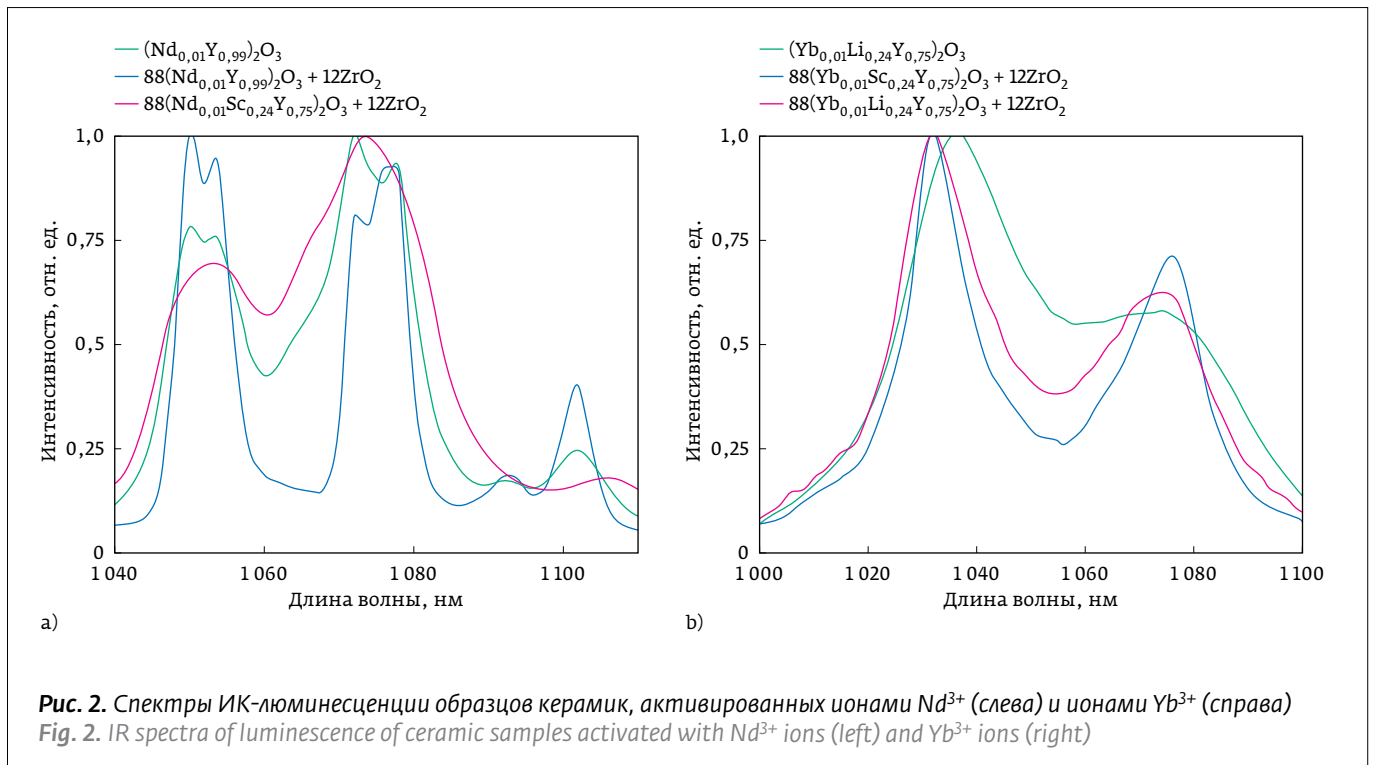 (Nd₀,₀₁Y₀,₉₉)₂O₃
88(Nd₀,₀₁Y₀,₉₉)₂O₃ + 12ZrO₂
88(Nd₀,₀₁Sc₀,₂₄Y₀,₇₅)₂O₃ + 12ZrO₂
1,0
0,75
0,5
0,25
0
Интенсивность, отн. ед.
1 040 1 060 1 080 1 100
Длина волны, нм
a)
(Yb₀,₀₁Li₀,₂₄Y₀,₇₅)₂O₃
88(Yb₀,₀₁Sc₀,₂₄Y₀,₇₅)₂O₃ + 12ZrO₂
88(Yb₀,₀₁Li₀,₂₄Y₀,₇₅)₂O₃ + 12ZrO₂
1,0
0,75
0,5
0,25
0
Интенсивность, отн. ед.
1 000 1 020 1 040 1 060 1 080 1 100
Длина волны, нм
b)
Рис. 2. Спектры ИК-люминесценции образцов керамик, активированных ионами Nd³⁺ (слева) и ионами Yb³⁺ (справа)
Fig. 2. IR spectra of luminescence of ceramic samples activated with Nd³⁺ ions (left) and Yb³⁺ ions (right)